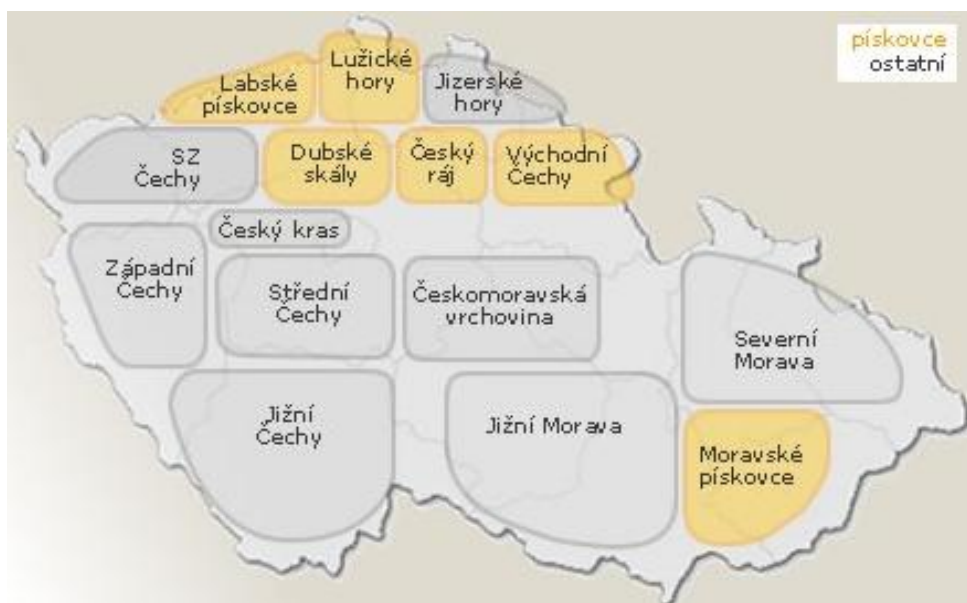 pískovce
ostatní
Labské
pískovce
Lužické
hory
Jizerské
hory
SZ
Čechy
Dubské
skály
Český
ráj
Východní
Čechy
Český kras
Západní
Čechy
Střední
Čechy
Českomoravská
vrchovina
Severní
Morava
Jižní
Čechy
Jižní Morava
Moravské
pískovce